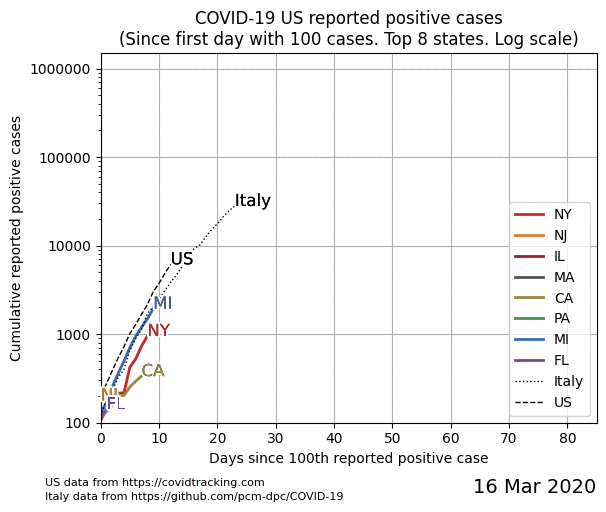 COVID-19 US reported positive cases
(Since first day with 100 cases. Top 8 states. Log scale)
Cumulative reported positive cases
1000000
100000
10000
1000
100
Italy
US
MI
NY
CA
NJ
FL
NY
NJ
IL
MA
CA
PA
MI
FL
Italy
US
0 10 20 30 40 50 60 70 80
Days since 100th reported positive case
US data from https://covidtracking.com
Italy data from https://github.com/pcm-dpc/COVID-19
16 Mar 2020